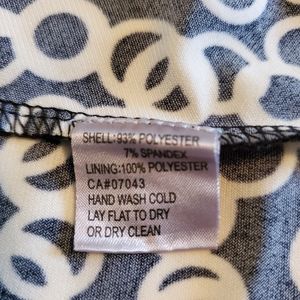 SHELL:93% POLYESTER
7% SPANDEX
LINING:100% POLYESTER
CA#07043
HAND WASH COLD
LAY FLAT TO DRY
OR DRY CLEAN